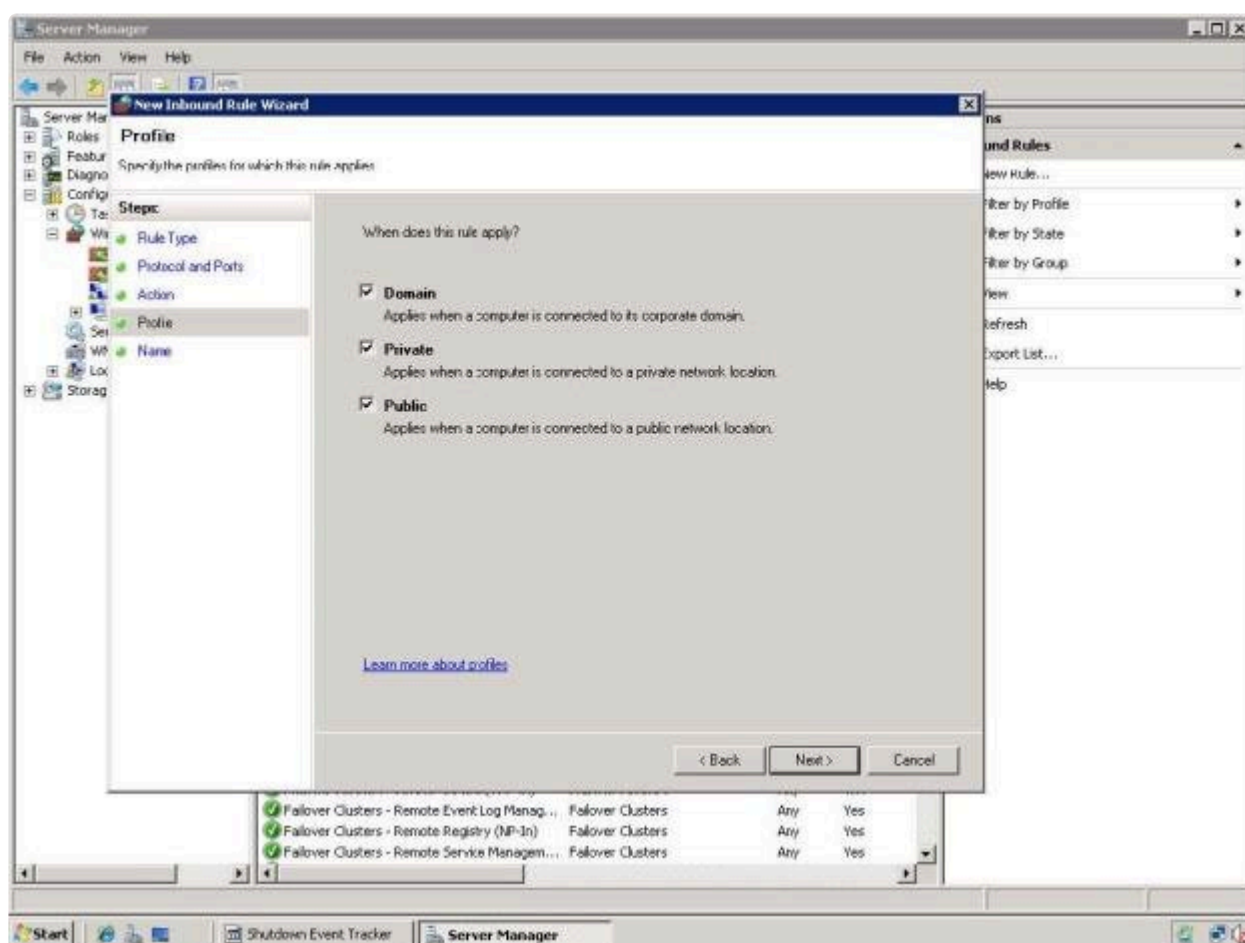 Server Manager
File Action View Help
New Inbound Rule Wizard
Profile
Specify the profiles for which this rule applies
Steps:
Rule Type
Protocol and Ports
Action
Profile
Name
When does this rule apply?
Domain
Applies when a computer is connected to its corporate domain.
Private
Applies when a computer is connected to a private network location.
Public
Applies when a computer is connected to a public network location.
Learn more about profiles
< Back Next > Cancel
Server Mar
Roles
Featur
Diagno
Config
Ta
Wi
Ser
WM
Loc
Storag
ns
und Rules
New Rule...
Filter by Profile
Filter by State
Filter by Group
View
Refresh
Export List...
Help
Failover Clusters - Remote Event Log Manag... Failover Clusters Any Yes
Failover Clusters - Remote Registry (NP-In) Failover Clusters Any Yes
Failover Clusters - Remote Service Managem... Failover Clusters Any Yes
Start Shutdown Event Tracker Server Manager